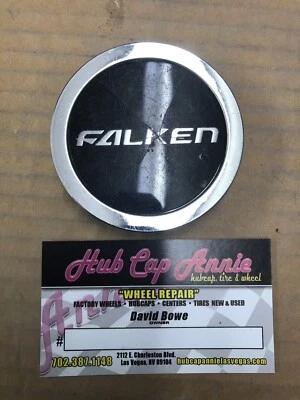 FALKEN
Hub Cap Annie
hubcap, tire & wheel
"WHEEL REPAIR"
FACTORY WHEELS • HUBCAPS • CENTERS • TIRES NEW & USED
David Bowe
OWNER
#
702.387.1148
2112 E. Charleston Blvd.
Las Vegas, NV 89104
hubcapannielasvegas.com